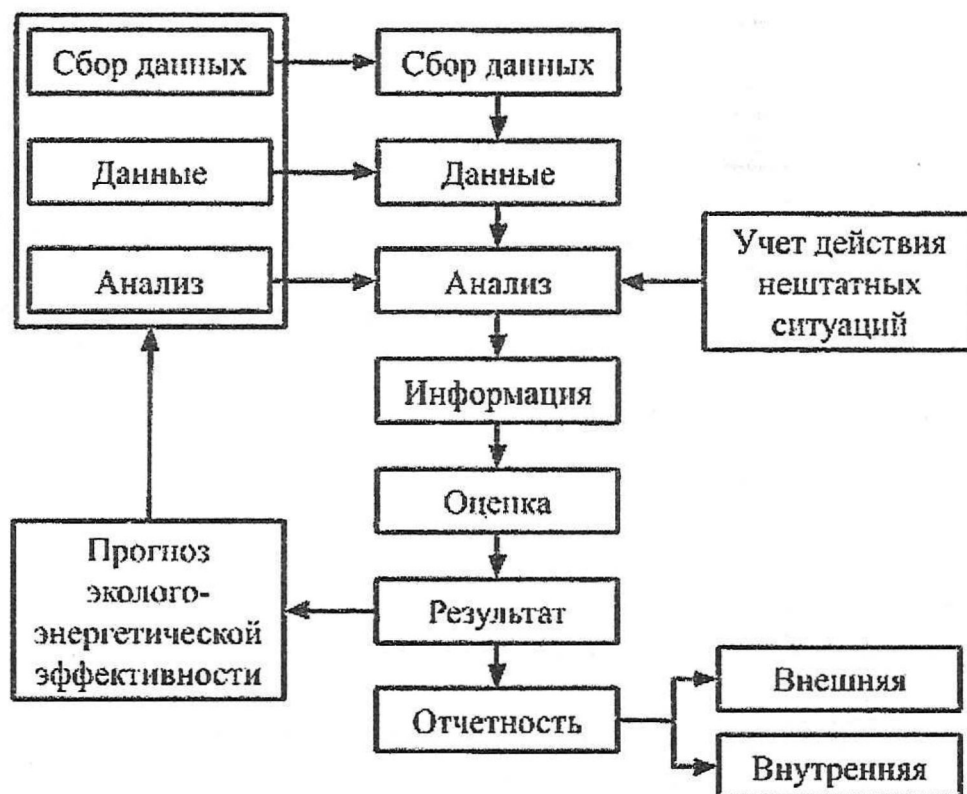 Сбор данных
Сбор данных
Данные
Данные
Анализ
Анализ
Учет действия
нештатных
ситуаций
Информация
Оценка
Прогноз
эколого-
энергетической
эффективности
Результат
Отчетность
Внешняя
Внутренняя